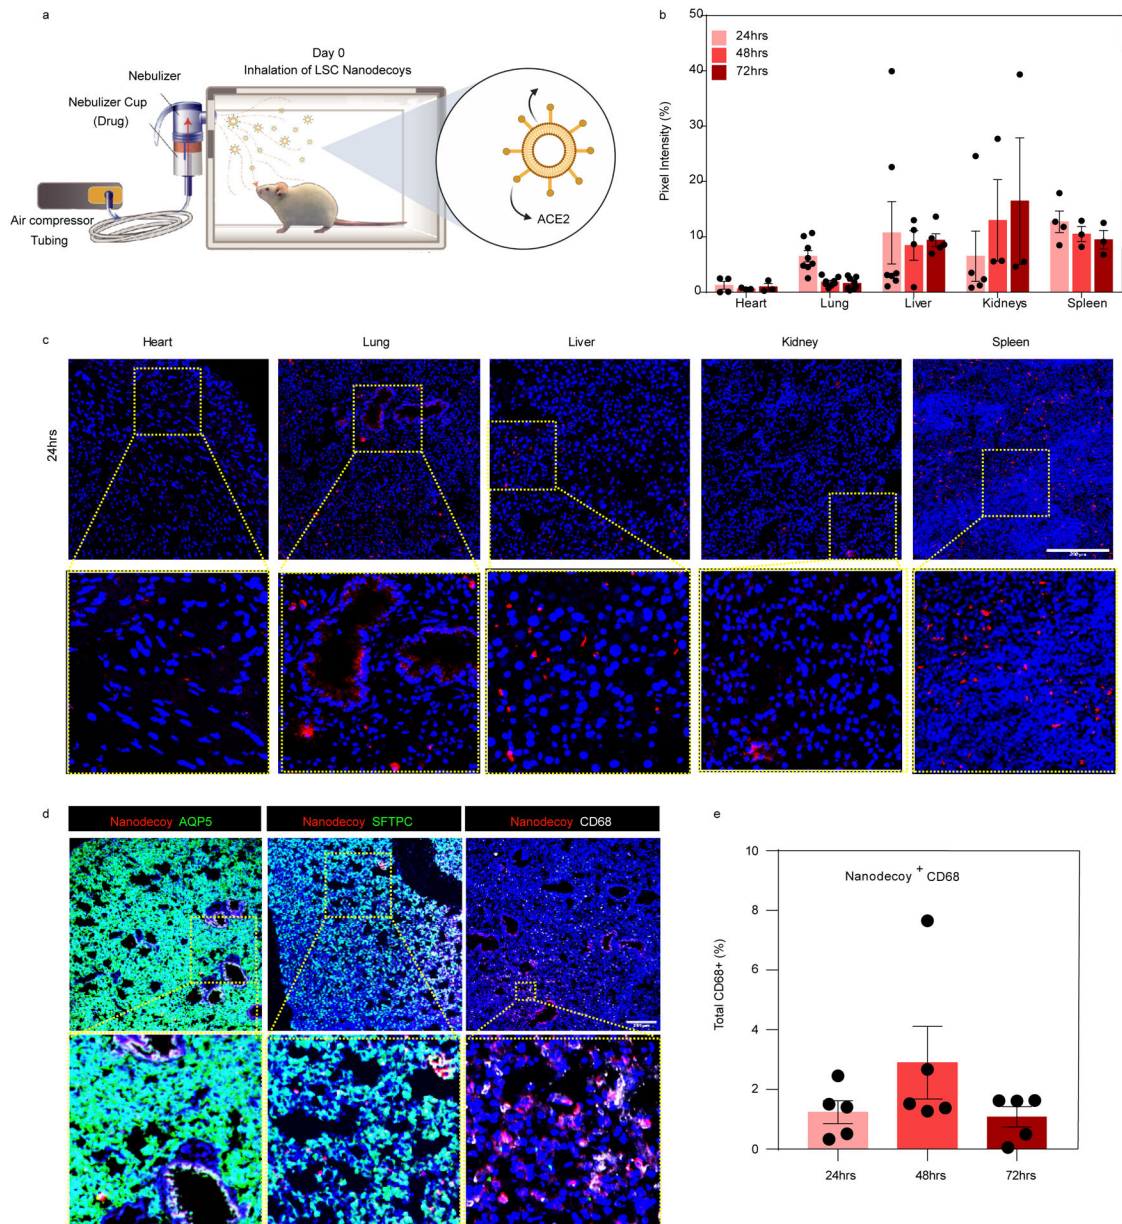 a
Day 0
Inhalation of LSC Nanodecoys
Nebulizer
Nebulizer Cup
(Drug)
Air compressor
Tubing
ACE2
b
24hrs
48hrs
72hrs
Pixel Intensity (%)
50
40
30
20
10
0
Heart
Lung
Liver
Kidneys
Spleen
c
Heart
Lung
Liver
Kidney
Spleen
24hrs
d
Nanodecoy AQP5
Nanodecoy SFTPC
Nanodecoy CD68
e
Nanodecoy + CD68
Total CD68+ (%)
10
8
6
4
2
0
24hrs
48hrs
72hrs